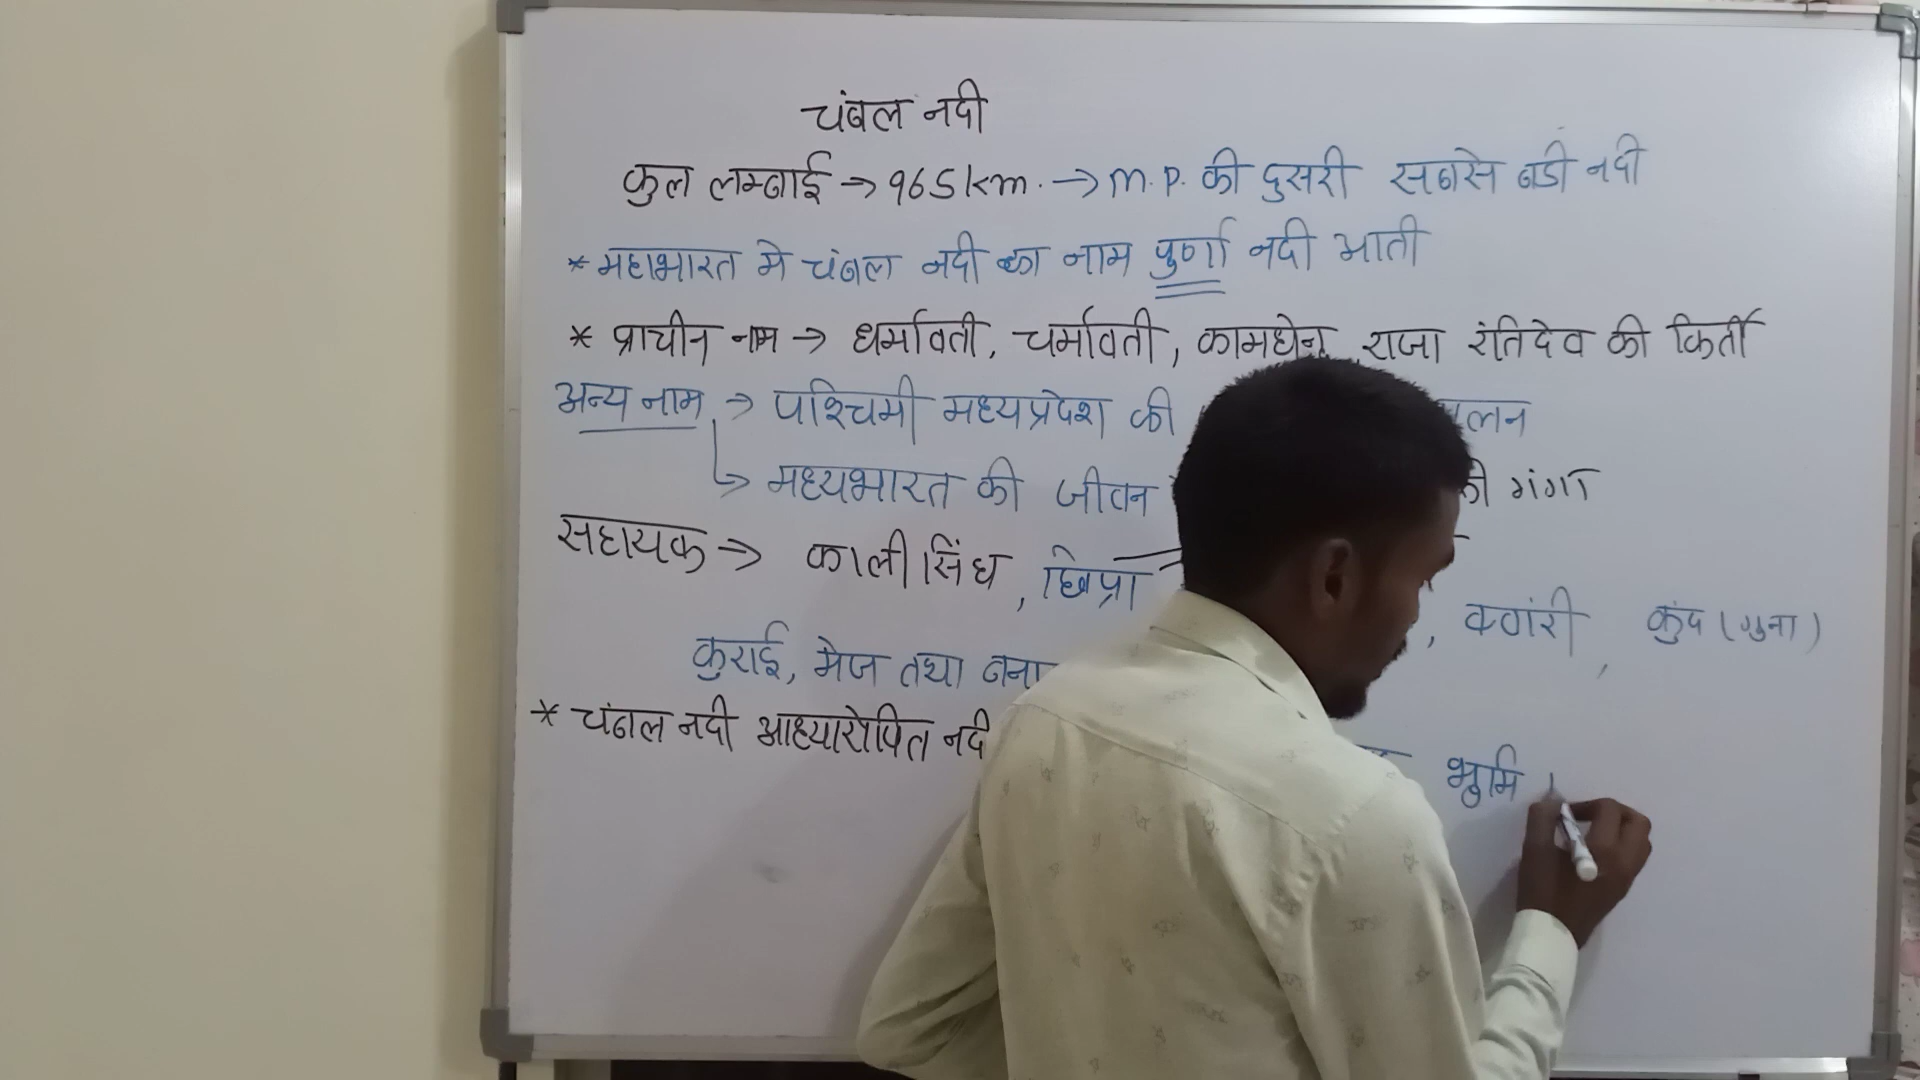 चंबल नदी
कुल लम्बाई → 965 km. → M.P. की दुसरी सबसे बडी नदी
* महाभारत मे चंबल नदी का नाम पुर्णा नदी आती
* प्राचीन नाम → धर्मावती, चर्मावती, कामधेनु, राजा रंतिदेव की किर्ती
अन्य नाम → पश्चिमी मध्यप्रदेश की
→ मध्यभारत की जीवन की गंगा
सहायक → काली सिंध, छिप्रा
, क्वांरी, कुंद (गुना)
कुराई, मेज तथा बना
* चंबल नदी आध्यारोपित नदी
भुमि